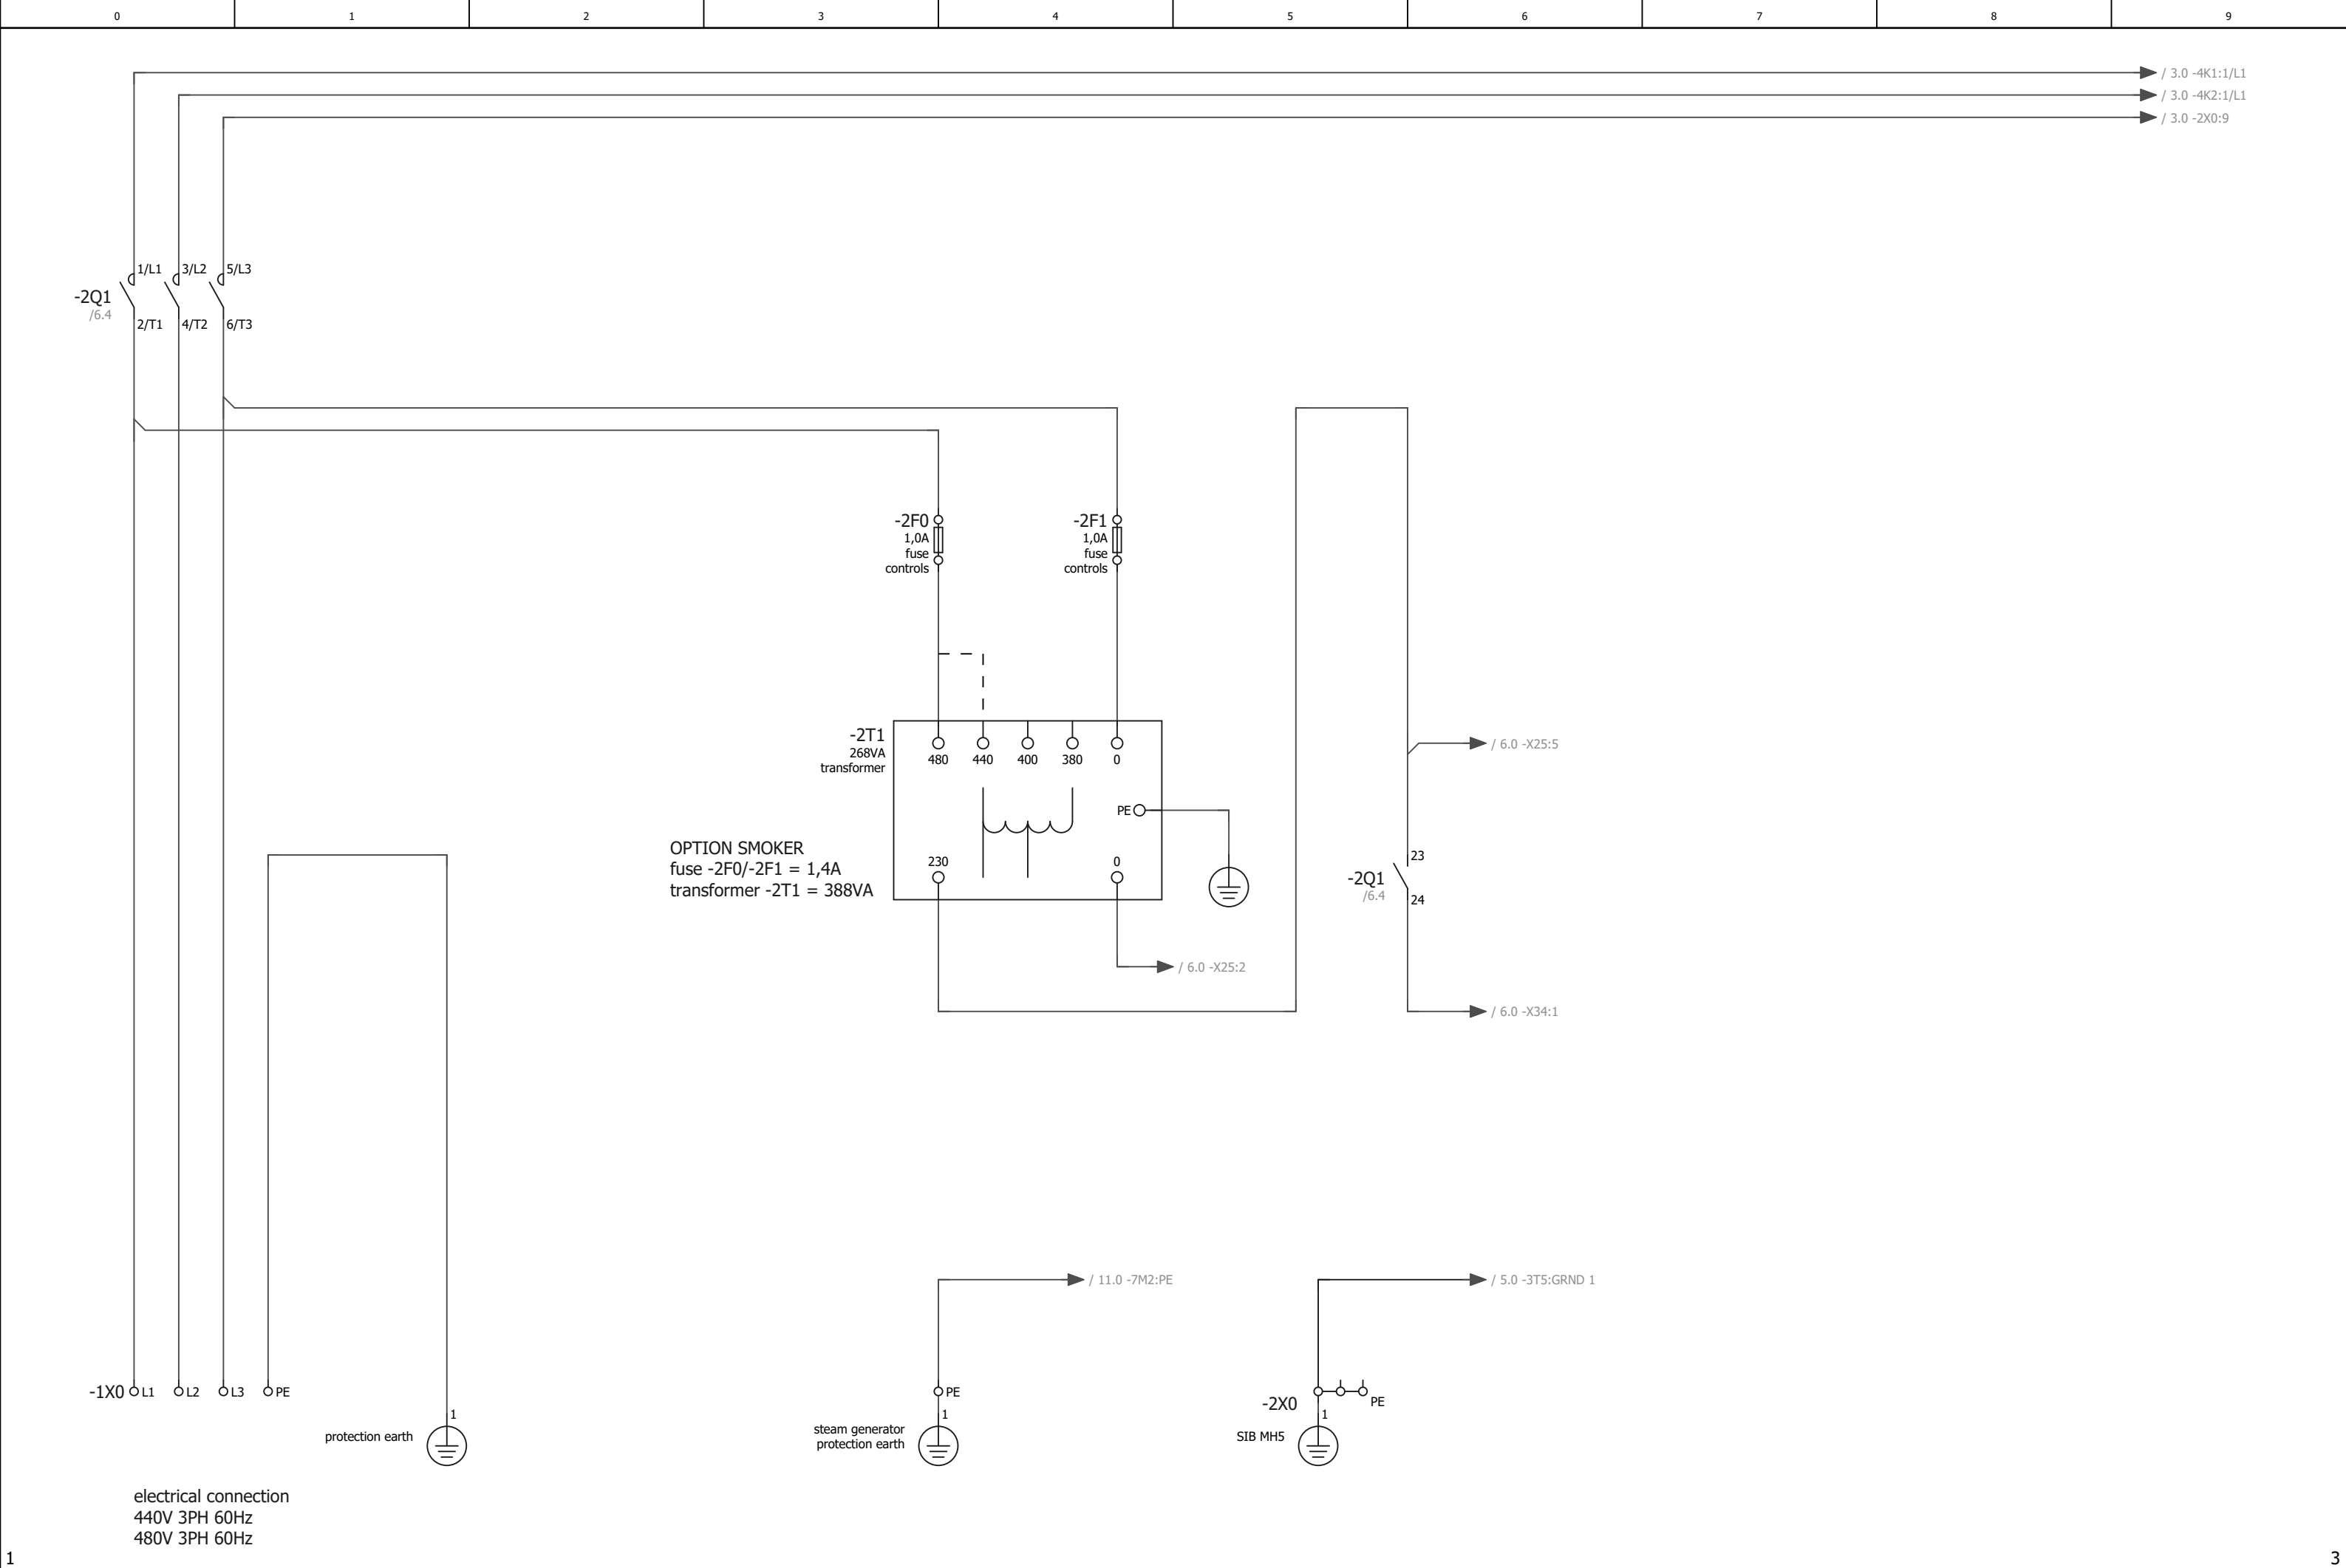 0 1 2 3 4 5 6 7 8 9
/ 3.0 -4K1:1/L1
/ 3.0 -4K2:1/L1
/ 3.0 -2X0:9
1/L1 3/L2 5/L3
-2Q1
/6.4
2/T1 4/T2 6/T3
-2F0
1,0A
fuse
controls
-2F1
1,0A
fuse
controls
-2T1
268VA
transformer
480 440 400 380 0
PE
230 0
OPTION SMOKER
fuse -2F0/-2F1 = 1,4A
transformer -2T1 = 388VA
/ 6.0 -X25:5
23
-2Q1
/6.4
24
/ 6.0 -X25:2
/ 6.0 -X34:1
/ 11.0 -7M2:PE
/ 5.0 -3T5:GRND 1
-1X0 L1 L2 L3 PE
1
protection earth
PE
1
steam generator
protection earth
-2X0
PE
1
SIB MH5
electrical connection
440V 3PH 60Hz
480V 3PH 60Hz
1
3